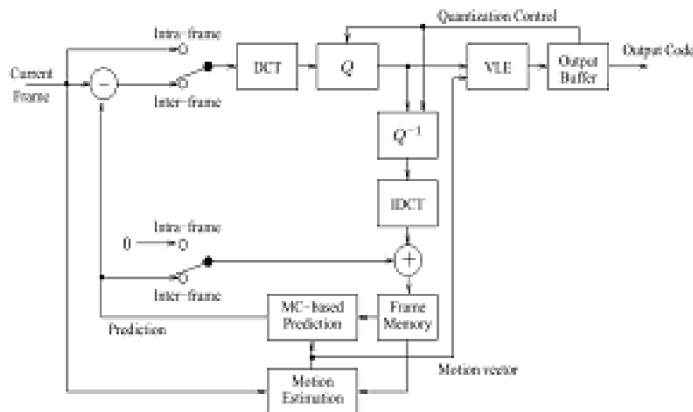 Quantization Control
Intra-frame
Current
Frame
−
Inter-frame
DCT
Q
VLE
Output
Buffer
Output Code
Q−1
IDCT
Intra-frame
0
+
Inter-frame
Prediction
MC-based
Prediction
Frame
Memory
Motion vector
Motion
Estimation